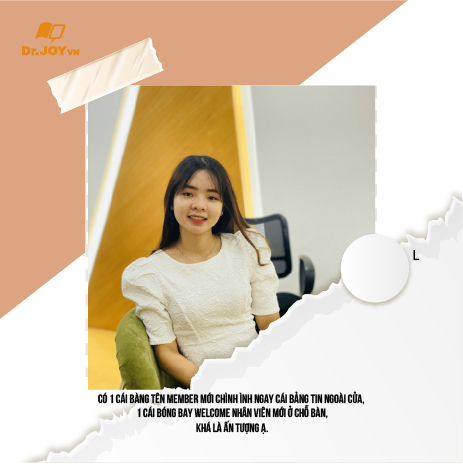 Dr.JOY VN
L
CÓ 1 CÁI BẢNG TÊN MEMBER MỚI CHÌNH ÌNH NGAY CÁI BẢNG TIN NGOÀI CỬA,
1 CÁI BÓNG BAY WELCOME NHÂN VIÊN MỚI Ở CHỖ BÀN,
KHÁ LÀ ẤN TƯỢNG Ạ.